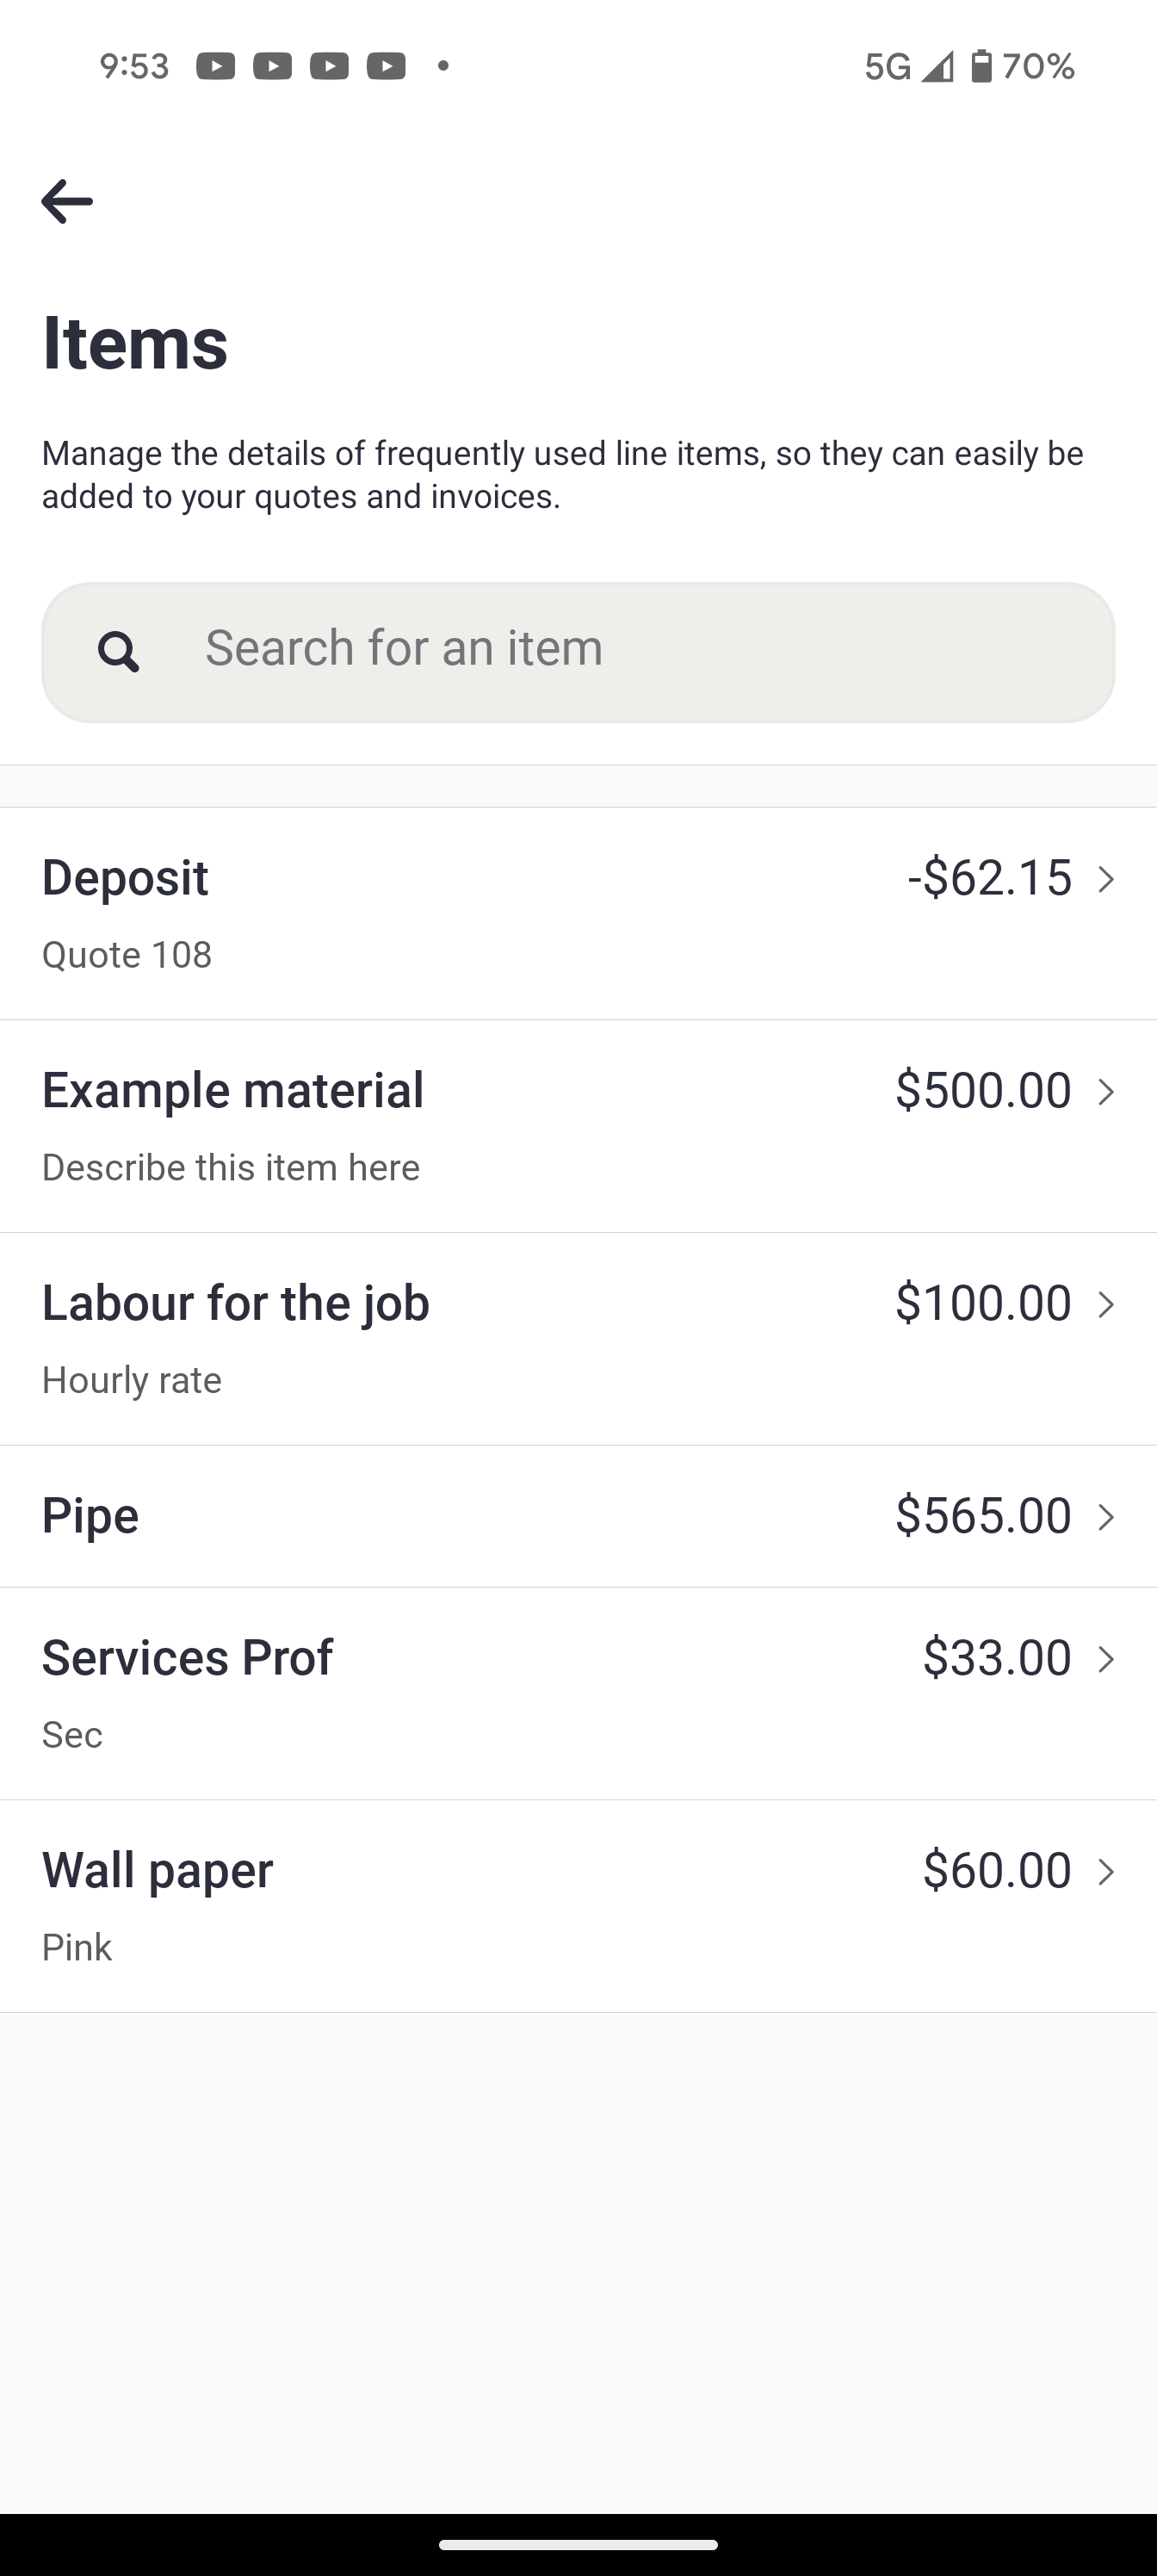 9:53 5G 70%
Items
Manage the details of frequently used line items, so they can easily be
added to your quotes and invoices.
Search for an item
Deposit -$62.15
Quote 108
Example material $500.00
Describe this item here
Labour for the job $100.00
Hourly rate
Pipe $565.00
Services Prof $33.00
Sec
Wall paper $60.00
Pink